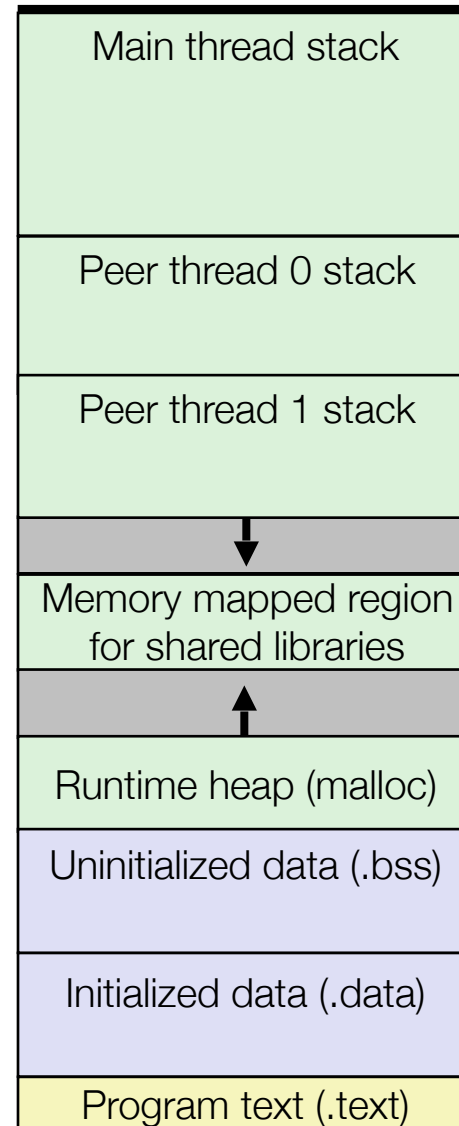 Main thread stack
Peer thread 0 stack
Peer thread 1 stack
Memory mapped region
for shared libraries
Runtime heap (malloc)
Uninitialized data (.bss)
Initialized data (.data)
Program text (.text)